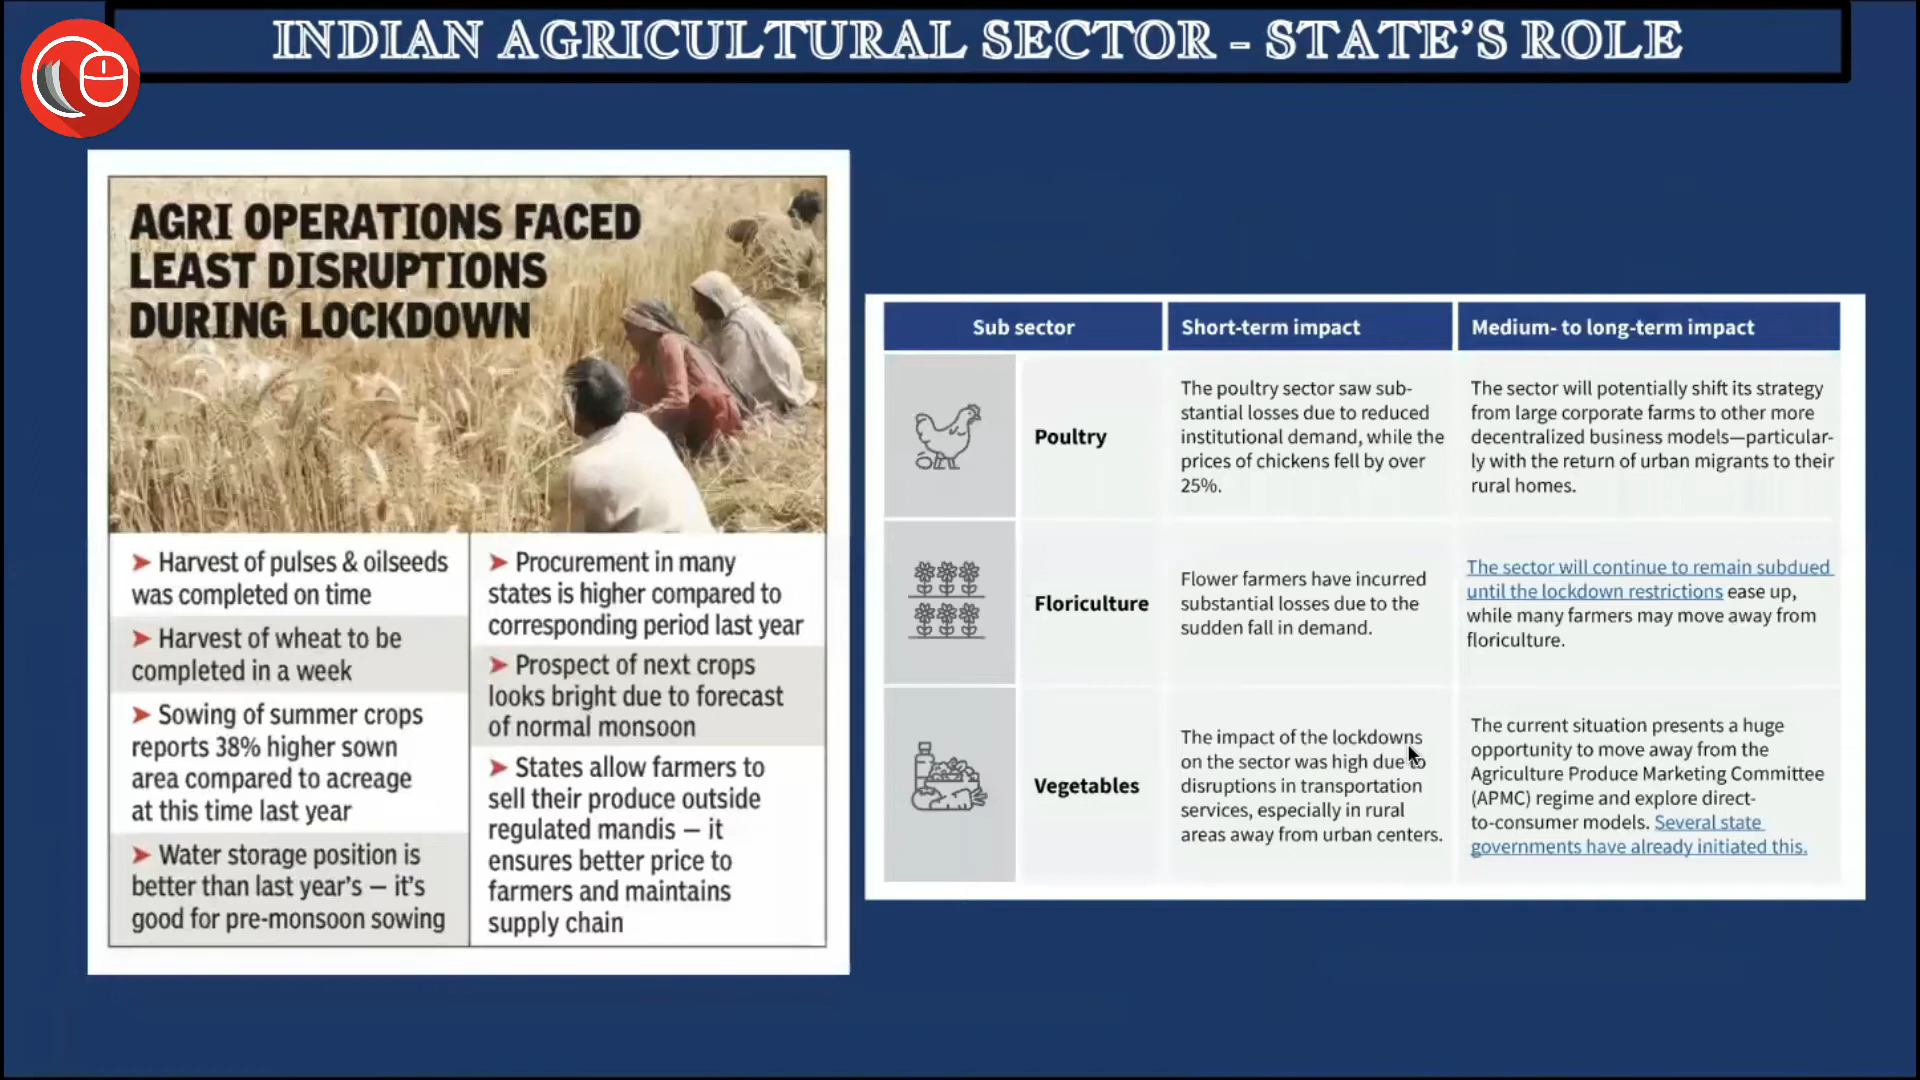 INDIAN AGRICULTURAL SECTOR - STATE'S ROLE
AGRI OPERATIONS FACED
LEAST DISRUPTIONS
DURING LOCKDOWN
➤ Harvest of pulses & oilseeds
was completed on time
➤ Harvest of wheat to be
completed in a week
➤ Sowing of summer crops
reports 38% higher sown
area compared to acreage
at this time last year
➤ Water storage position is
better than last year's – it's
good for pre-monsoon sowing
➤ Procurement in many
states is higher compared to
corresponding period last year
➤ Prospect of next crops
looks bright due to forecast
of normal monsoon
➤ States allow farmers to
sell their produce outside
regulated mandis – it
ensures better price to
farmers and maintains
supply chain
Sub sector
Short-term impact
Medium- to long-term impact
Poultry
The poultry sector saw sub-
stantial losses due to reduced
institutional demand, while the
prices of chickens fell by over
25%.
The sector will potentially shift its strategy
from large corporate farms to other more
decentralized business models—particular-
ly with the return of urban migrants to their
rural homes.
Floriculture
Flower farmers have incurred
substantial losses due to the
sudden fall in demand.
The sector will continue to remain subdued
until the lockdown restrictions ease up,
while many farmers may move away from
floriculture.
Vegetables
The impact of the lockdowns
on the sector was high due to
disruptions in transportation
services, especially in rural
areas away from urban centers.
The current situation presents a huge
opportunity to move away from the
Agriculture Produce Marketing Committee
(APMC) regime and explore direct-
to-consumer models. Several state
governments have already initiated this.